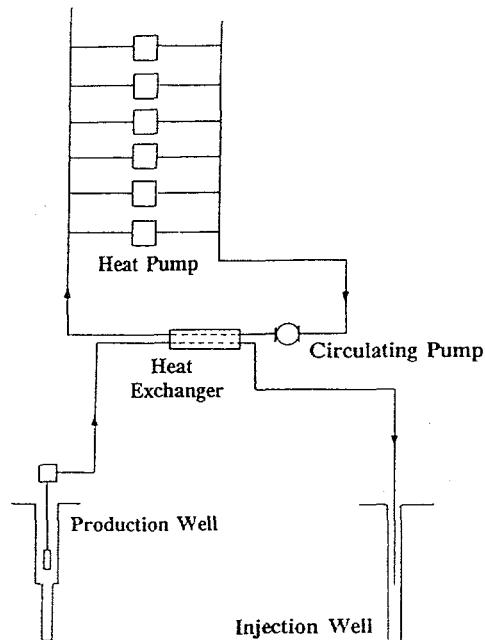 Heat Pump
Circulating Pump
Heat
Exchanger
Production Well
Injection Well